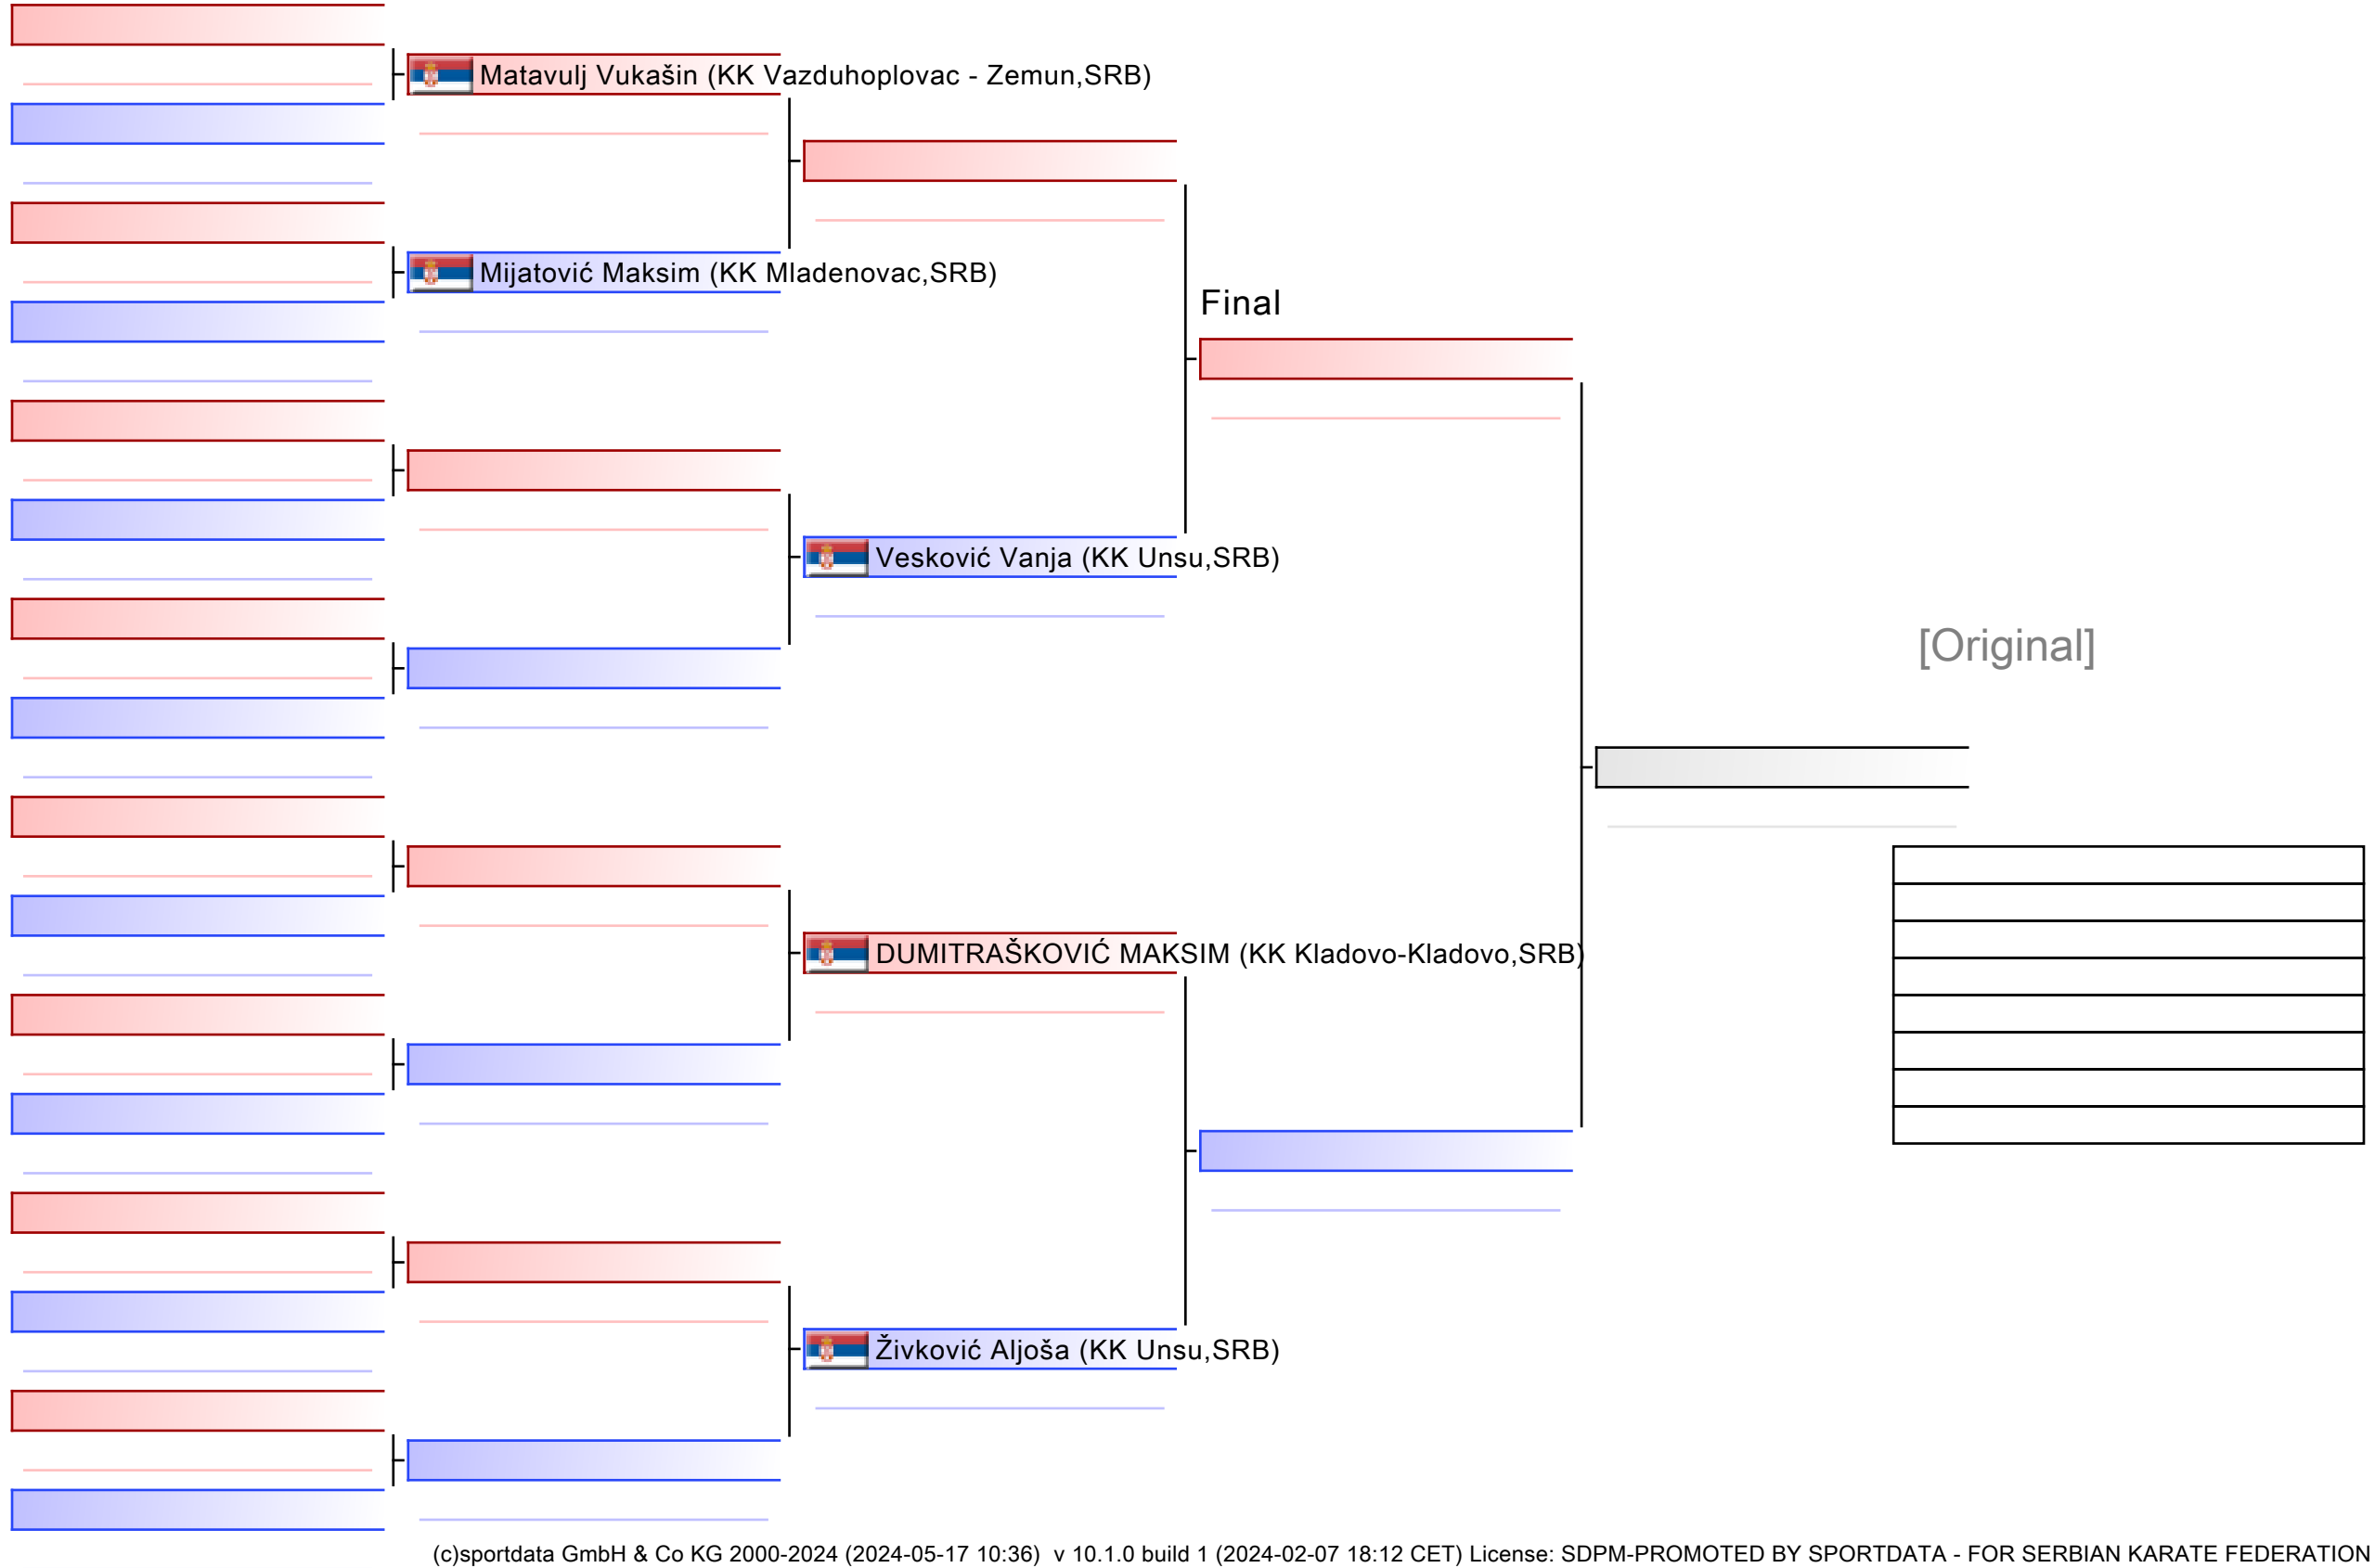 Matavulj Vukašin (KK Vazduhoplovac - Zemun,SRB)
Mijatović Maksim (KK Mladenovac,SRB)
Final
Vesković Vanja (KK Unsu,SRB)
[Original]
DUMITRAŠKOVIĆ MAKSIM (KK Kladovo-Kladovo,SRB)
Živković Aljoša (KK Unsu,SRB)
(c)sportdata GmbH & Co KG 2000-2024 (2024-05-17 10:36) v 10.1.0 build 1 (2024-02-07 18:12 CET) License: SDPM-PROMOTED BY SPORTDATA - FOR SERBIAN KARATE FEDERATION